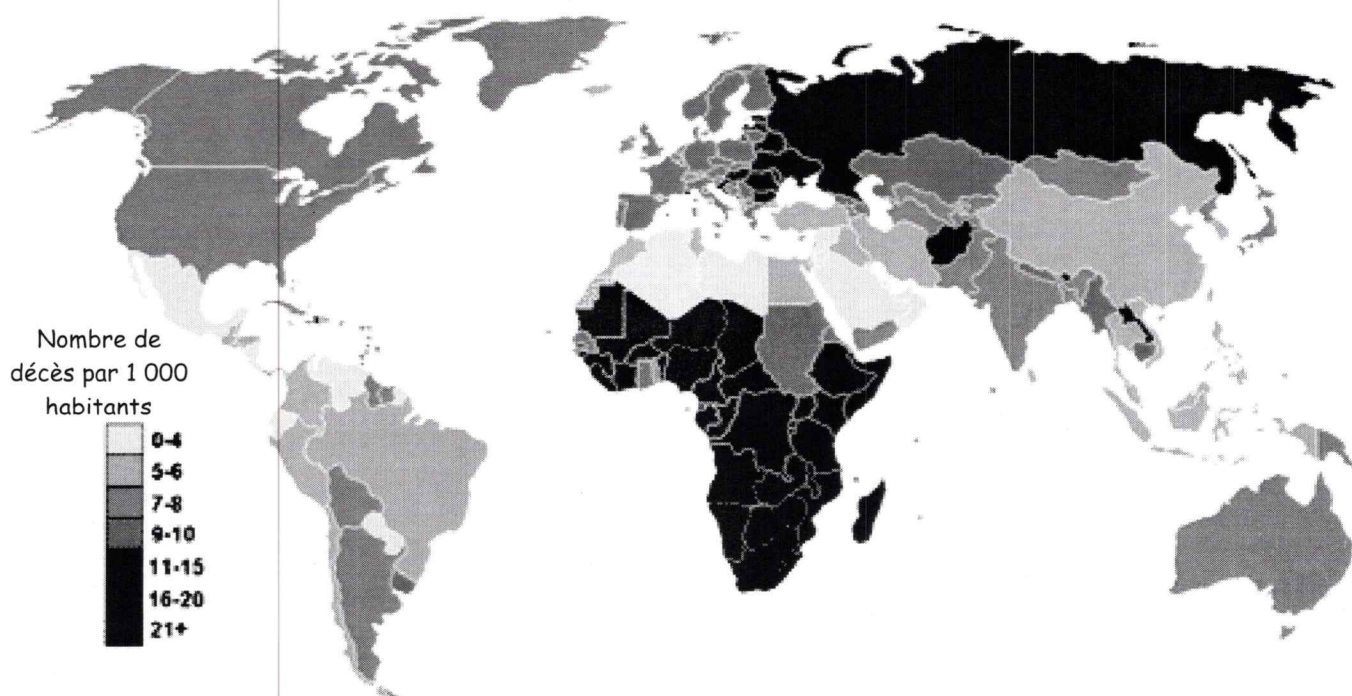 Nombre de
décès par 1 000
habitants
0-4
5-6
7-8
9-10
11-15
16-20
21+